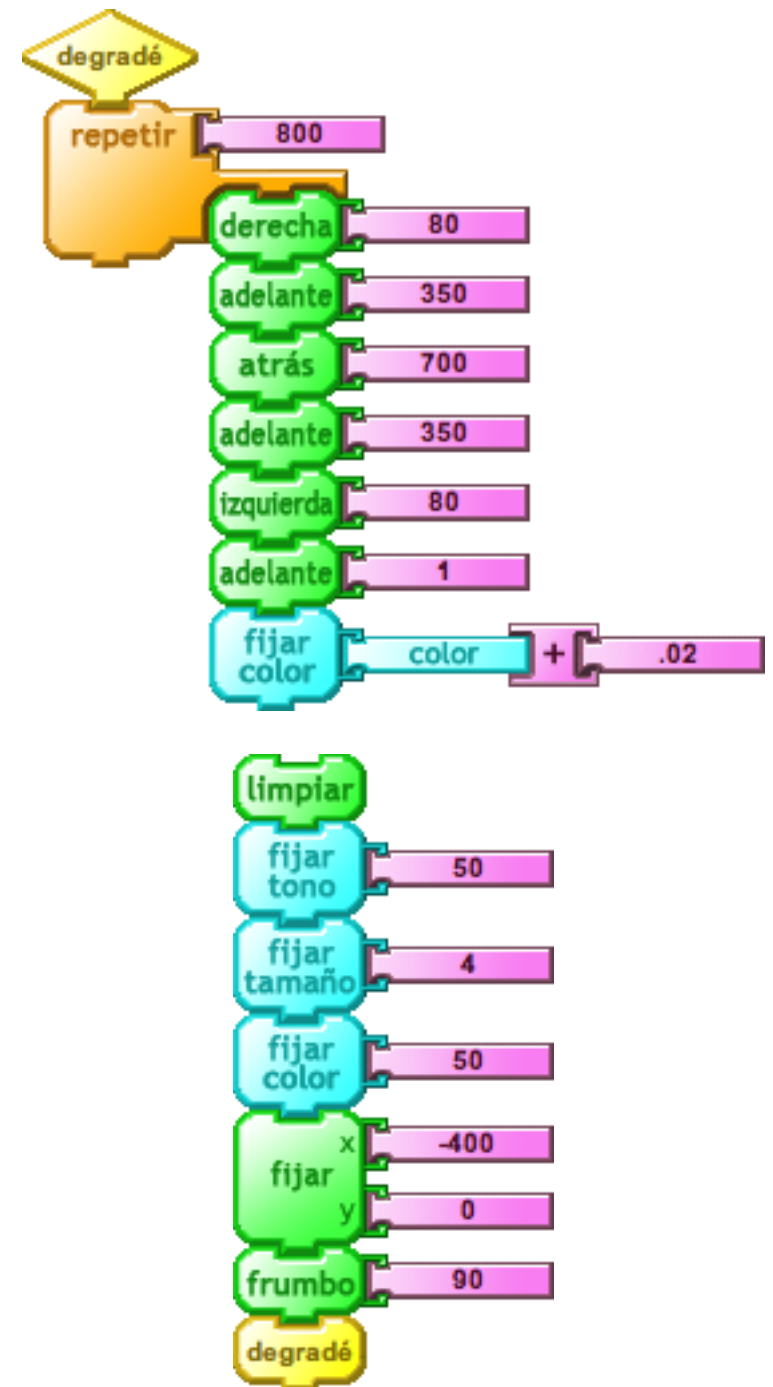 degradé
repetir 800
derecha 80
adelante 350
atrás 700
adelante 350
izquierda 80
adelante 1
fijar
color color + .02
limpiar
fijar
tono 50
fijar
tamaño 4
fijar
color 50
x -400
fijar
y 0
frumbo 90
degradé